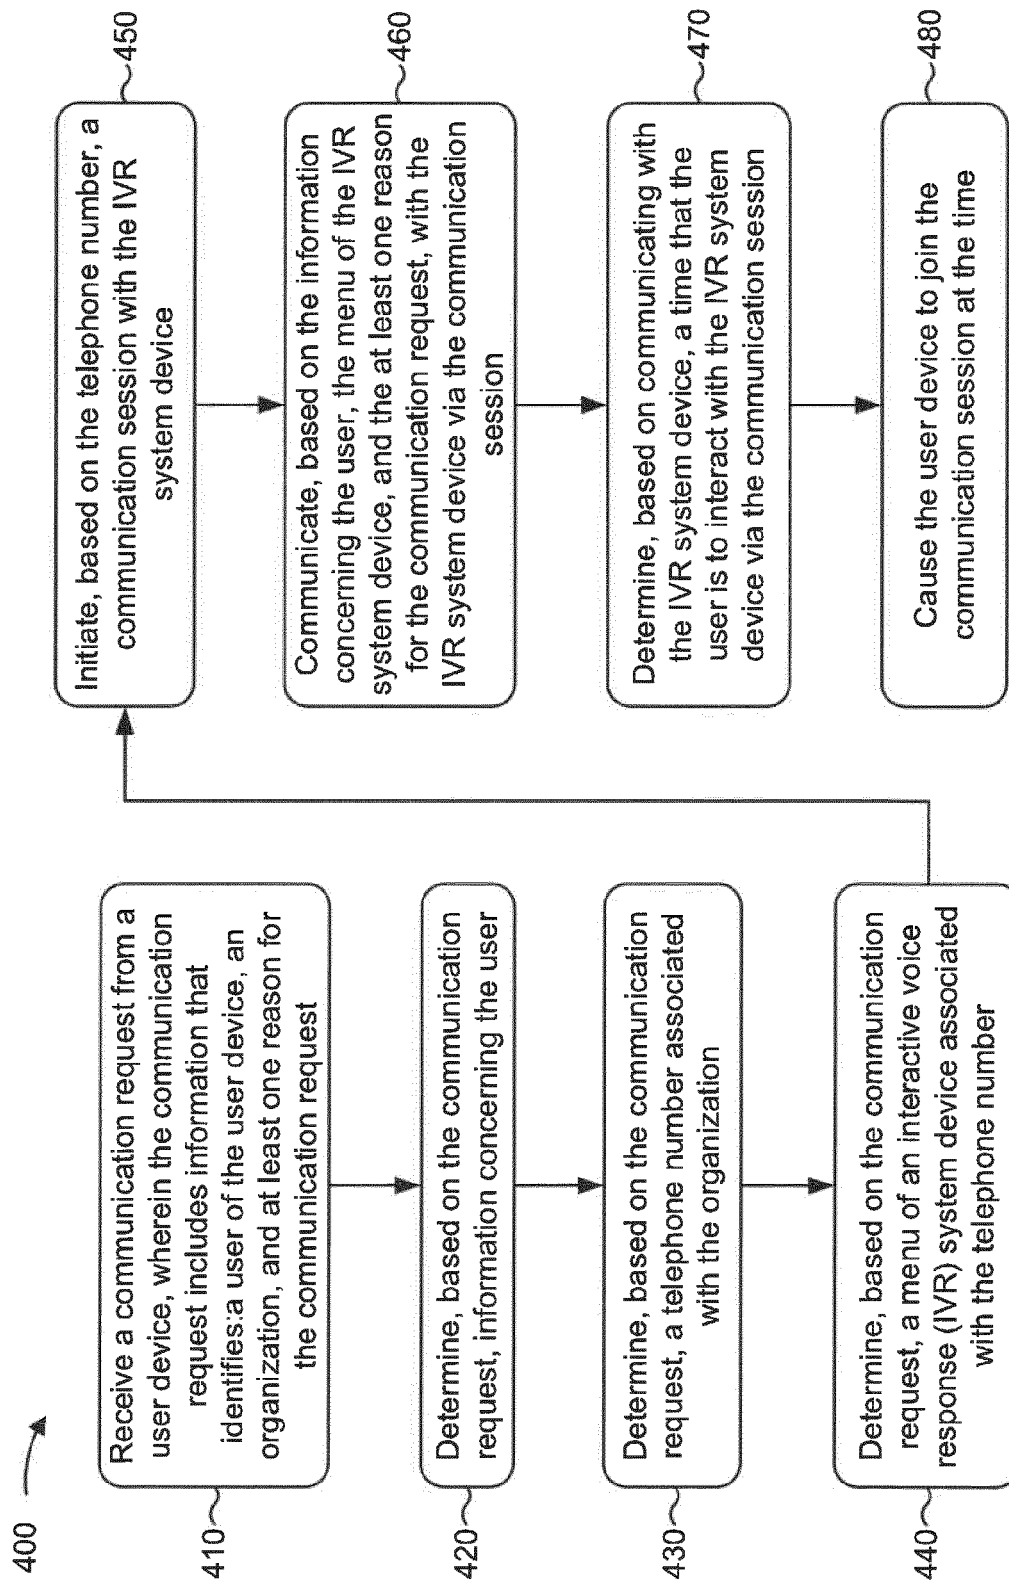 400
410
Receive a communication request from a
user device, wherein the communication
request includes information that
identifies:a user of the user device, an
organization, and at least one reason for
the communication request
420
Determine, based on the communication
request, information concerning the user
430
Determine, based on the communication
request, a telephone number associated
with the organization
440
Determine, based on the communication
request, a menu of an interactive voice
response (IVR) system device associated
with the telephone number
450
Initiate, based on the telephone number, a
communication session with the IVR
system device
460
Communicate, based on the information
concerning the user, the menu of the IVR
system device, and the at least one reason
for the communication request, with the
IVR system device via the communication
session
470
Determine, based on communicating with
the IVR system device, a time that the
user is to interact with the IVR system
device via the communication session
480
Cause the user device to join the
communication session at the time